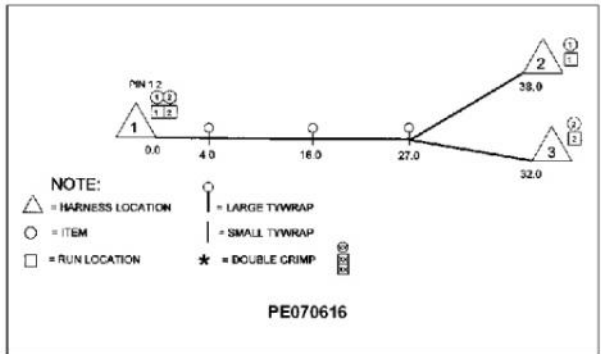 2
1
1
38.0
PIN 1 2
1 2
1 2
1
2
2
3
0.0
4.0
16.0
27.0
32.0
NOTE:
= HARNESS LOCATION
= LARGE TYWRAP
= ITEM
= SMALL TYWRAP
= RUN LOCATION
* = DOUBLE CRIMP
PE070616